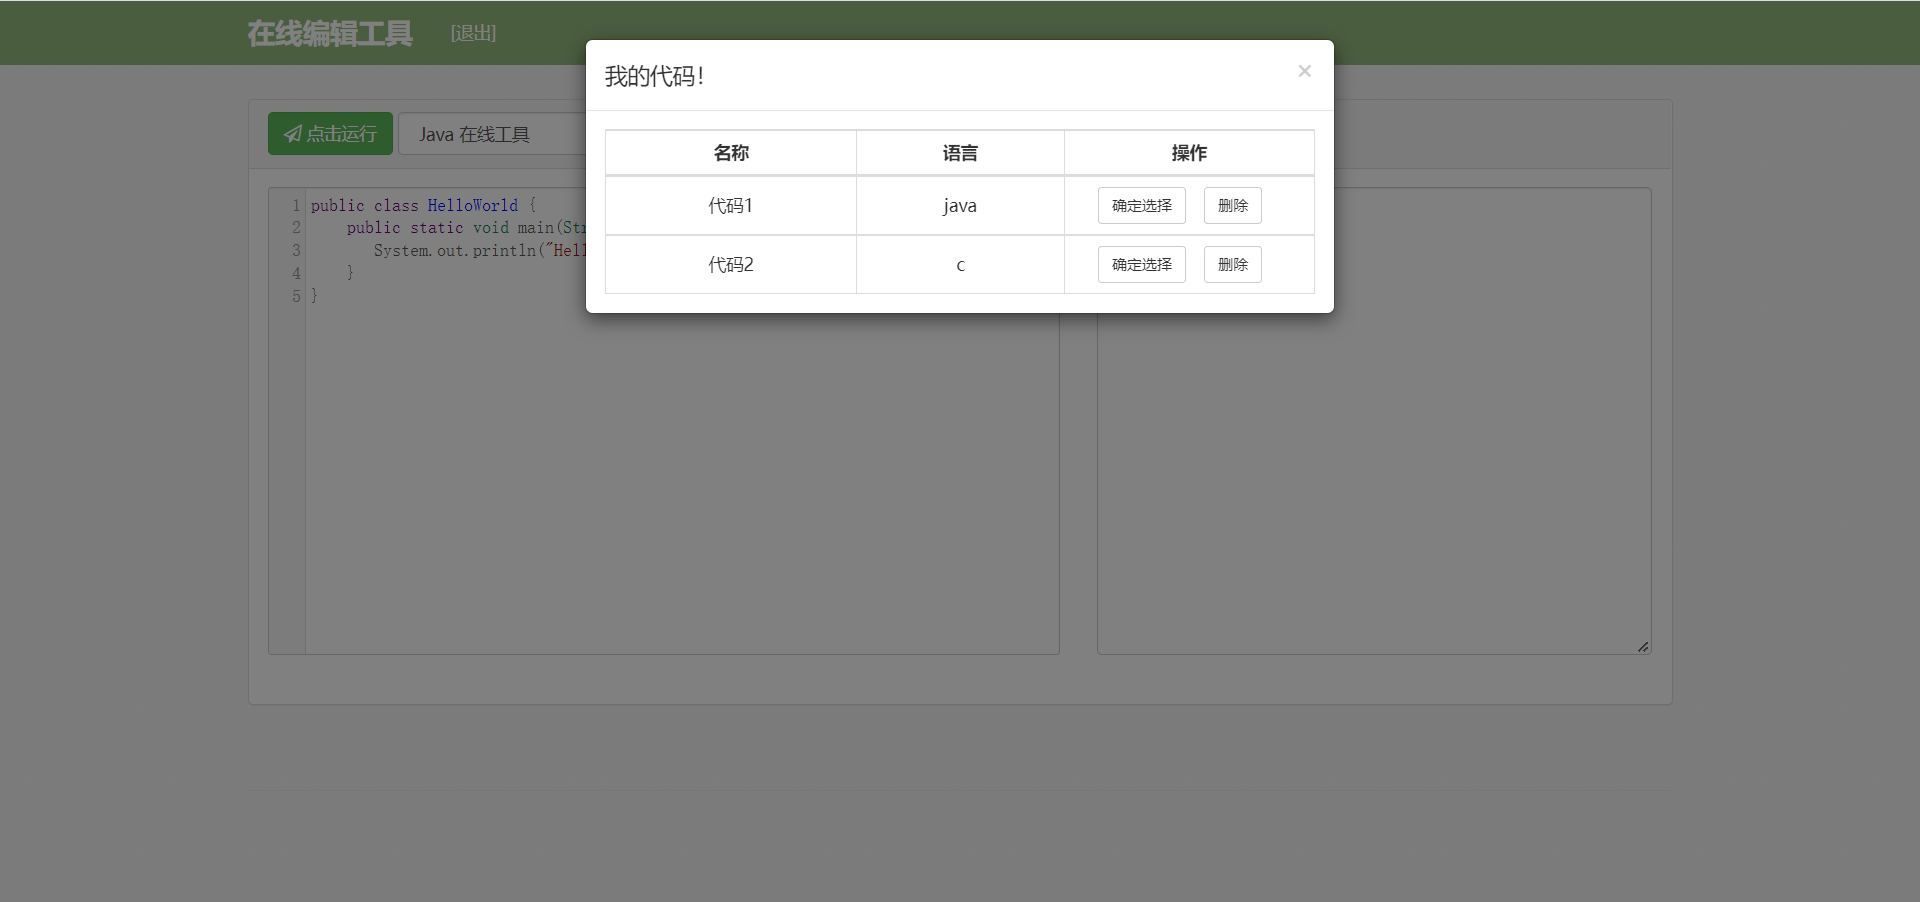 在线编辑工具 [退出]
我的代码！ ×
点击运行 Java 在线工具
名称 语言 操作
代码1 java 确定选择 删除
代码2 c 确定选择 删除
1 public class HelloWorld {
2 public static void main(Str
3 System.out.println("Hell
4 }
5 }